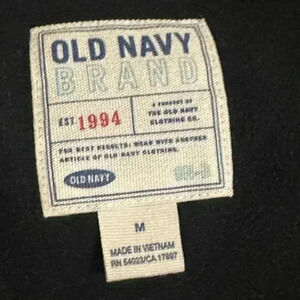 OLD NAVY
BRAND
EST. 1994
A PRODUCT OF
THE OLD NAVY
CLOTHING CO.
FOR BEST RESULTS: WEAR WITH ANOTHER
ARTICLE OF OLD NAVY CLOTHING.
OLD NAVY
M
MADE IN VIETNAM
RN 54023/CA 17897